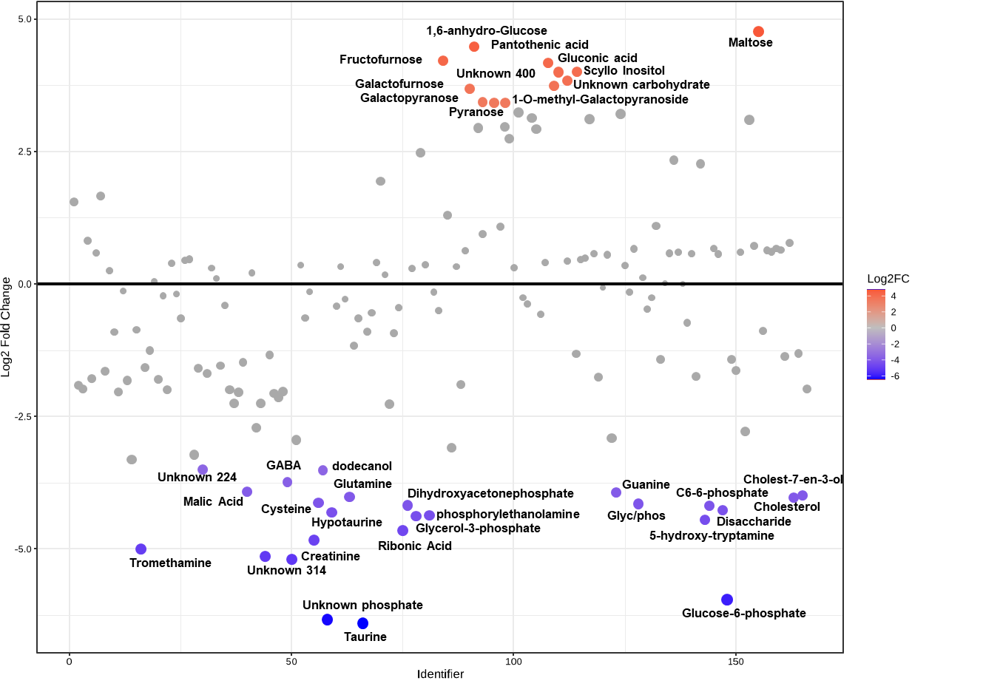 5.0
1,6-anhydro-Glucose
Maltose
Pantothenic acid
Fructofurnose
Gluconic acid
Unknown 400
Scyllo Inositol
Galactofurnose
Unknown carbohydrate
Galactopyranose
1-O-methyl-Galactopyranoside
Pyranose
2.5
0.0
Log2 Fold Change
-2.5
Unknown 224
GABA
dodecanol
Malic Acid
Glutamine
Cysteine
Hypotaurine
Dihydroxyacetonephosphate
phosphorylethanolamine
Glycerol-3-phosphate
Ribonic Acid
Guanine
Glyc/phos
C6-6-phosphate
Cholest-7-en-3-ol
Cholesterol
Disaccharide
5-hydroxy-tryptamine
-5.0
Tromethamine
Creatinine
Unknown 314
Unknown phosphate
Taurine
Glucose-6-phosphate
0
50
100
150
Identifier
Log2FC
4
2
0
-2
-4
-6